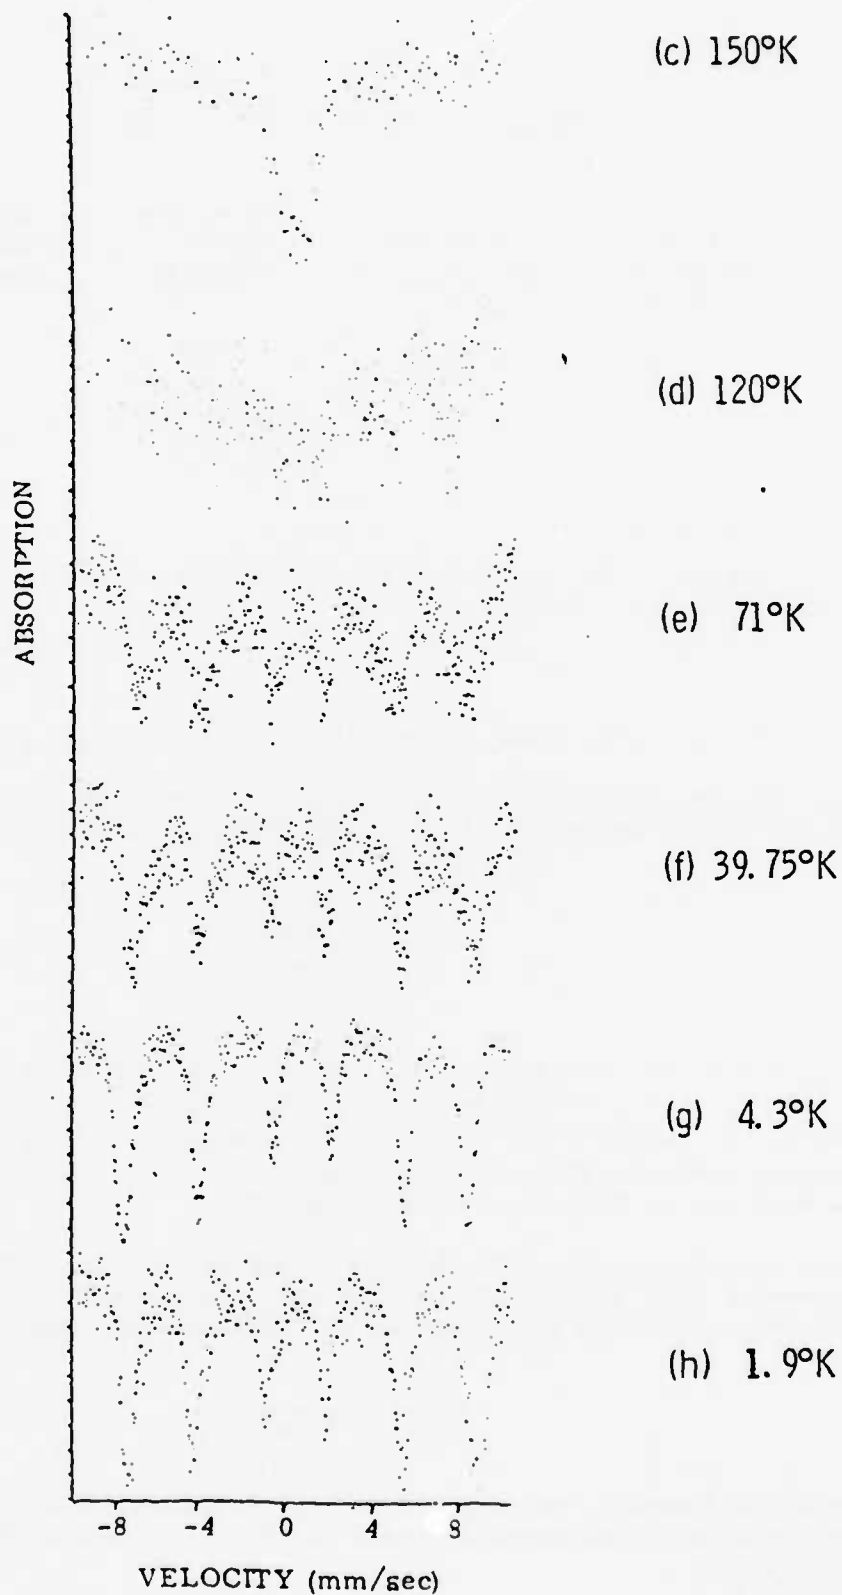 (c) 150°K
(d) 120°K
ABSORPTION
(e) 71°K
(f) 39.75°K
(g) 4.3°K
(h) 1.9°K
-8 -4 0 4 8
VELOCITY (mm/sec)